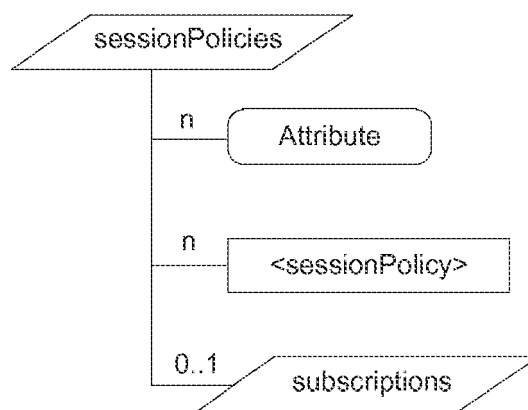 sessionPolicies
n
Attribute
n
<sessionPolicy>
0..1
subscriptions